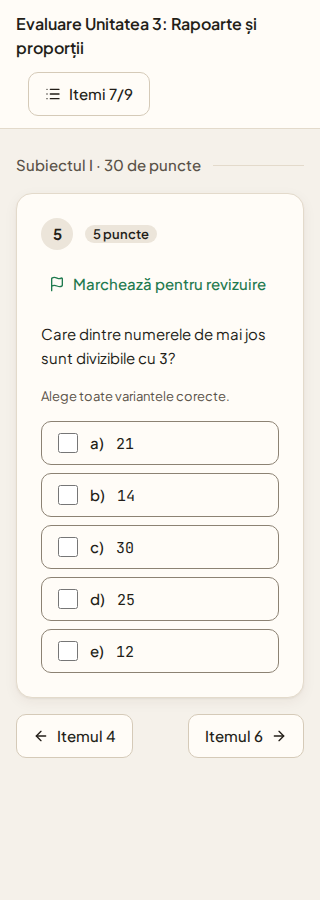 Evaluare Unitatea 3: Rapoarte și
proporții
Itemi 7/9
Subiectul I · 30 de puncte
5
5 puncte
Marchează pentru revizuire
Care dintre numerele de mai jos
sunt divizibile cu 3?
Alege toate variantele corecte.
a) 21
b) 14
c) 30
d) 25
e) 12
Itemul 4
Itemul 6